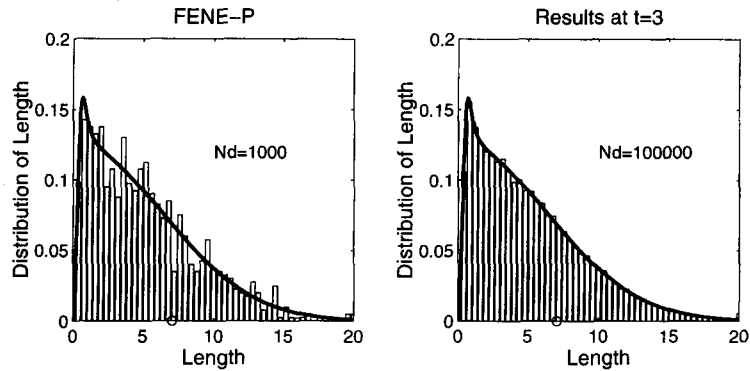 FENE-P
0.2
0.15
0.1
0.05
0
Distribution of Length
Nd=1000
0 5 10 15 20
Length
Results at t=3
0.2
0.15
0.1
0.05
0
Distribution of Length
Nd=100000
0 5 10 15 20
Length